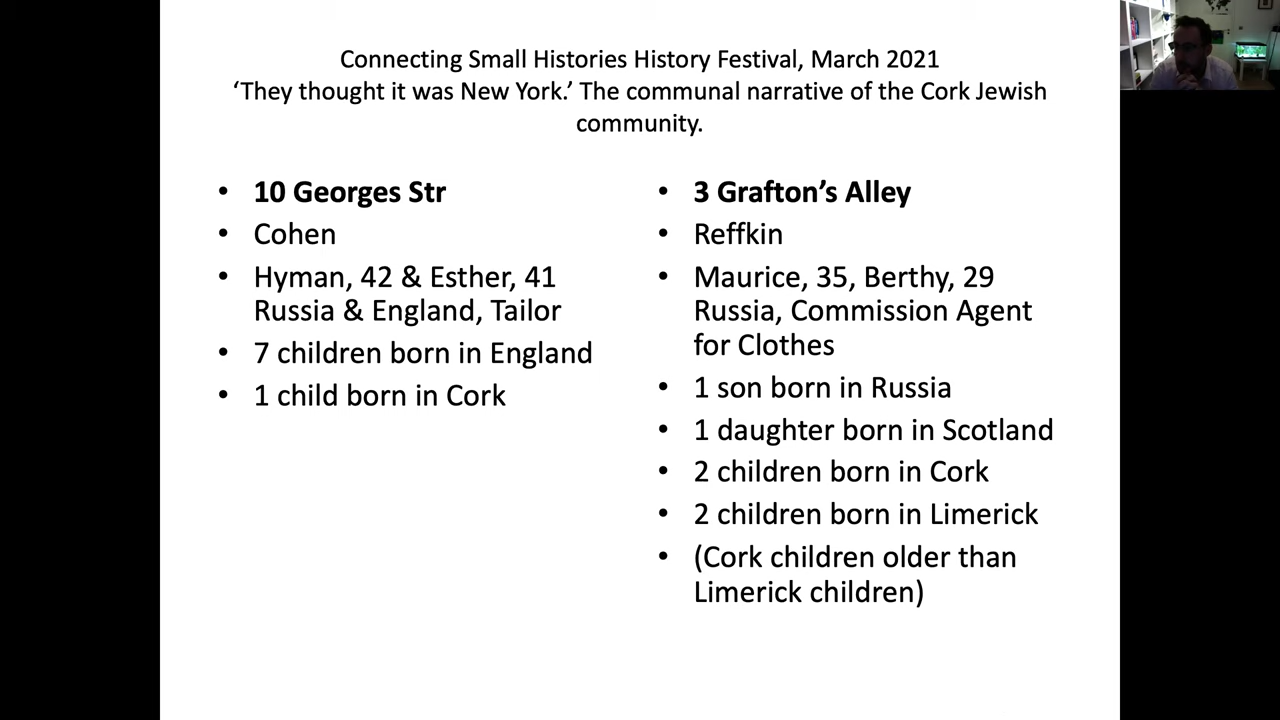 Connecting Small Histories History Festival, March 2021
‘They thought it was New York.’ The communal narrative of the Cork Jewish
community.
• 10 Georges Str
• Cohen
• Hyman, 42 & Esther, 41
Russia & England, Tailor
• 7 children born in England
• 1 child born in Cork
• 3 Grafton’s Alley
• Reffkin
• Maurice, 35, Berthy, 29
Russia, Commission Agent
for Clothes
• 1 son born in Russia
• 1 daughter born in Scotland
• 2 children born in Cork
• 2 children born in Limerick
• (Cork children older than
Limerick children)